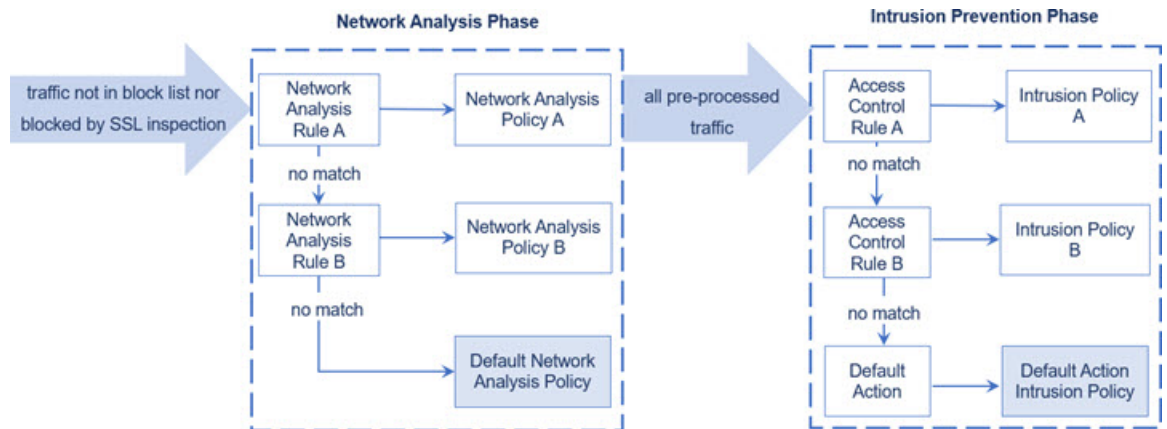 Network Analysis Phase
traffic not in block list nor
blocked by SSL inspection
Network
Analysis
Rule A
Network Analysis
Policy A
no match
Network
Analysis
Rule B
Network Analysis
Policy B
no match
Default Network
Analysis Policy
all pre-processed
traffic
Intrusion Prevention Phase
Access
Control
Rule A
Intrusion Policy
A
no match
Access
Control
Rule B
Intrusion Policy
B
no match
Default
Action
Default Action
Intrusion Policy